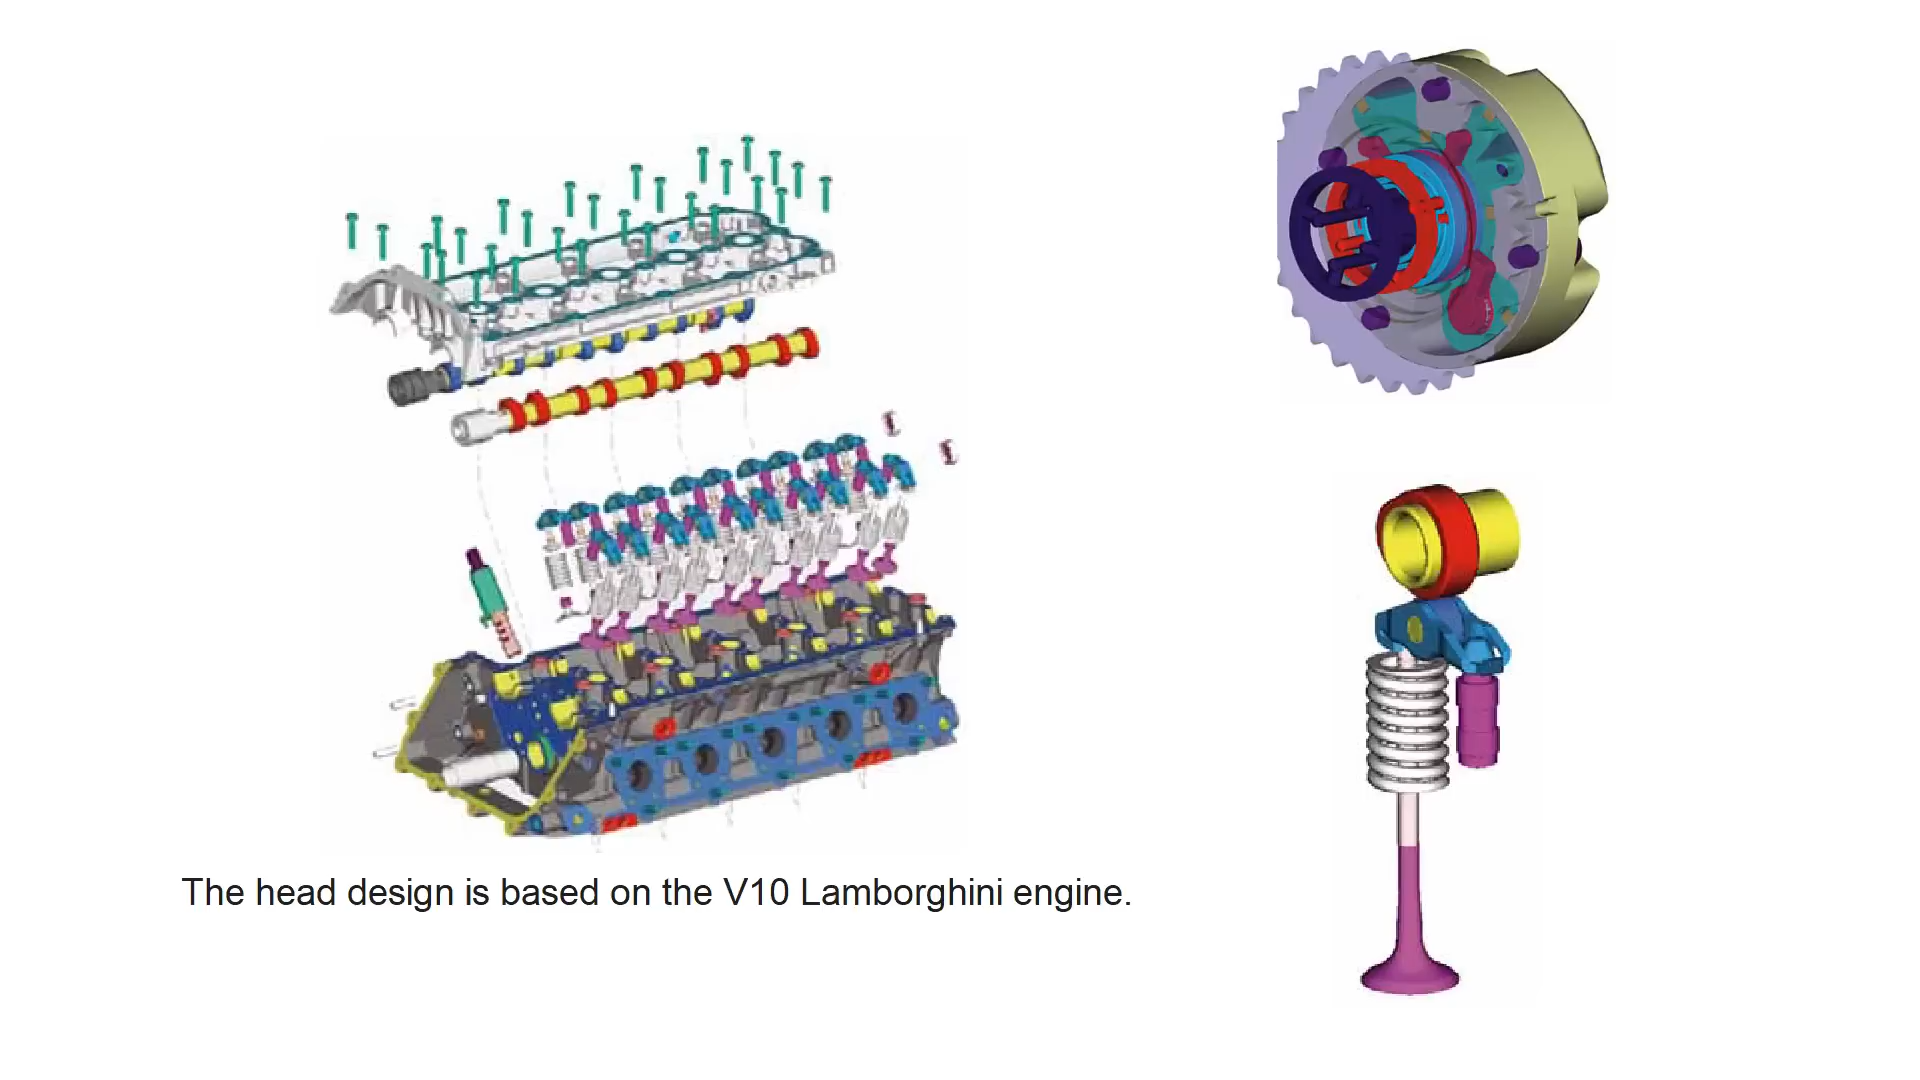 The head design is based on the V10 Lamborghini engine.